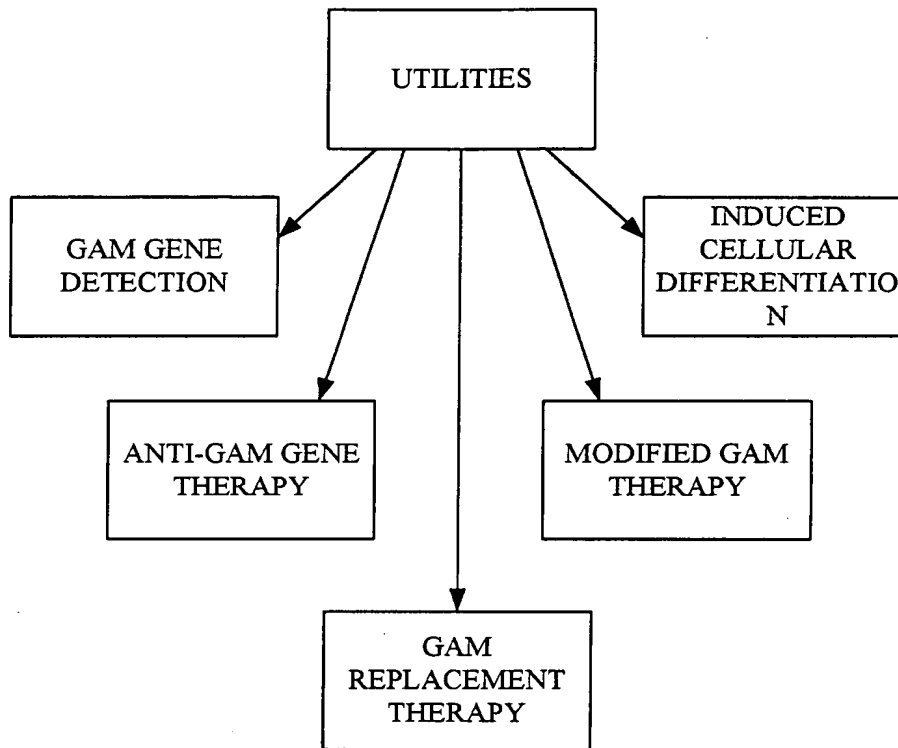 UTILITIES
GAM GENE
DETECTION
INDUCED
CELLULAR
DIFFERENTIATIO
N
ANTI-GAM GENE
THERAPY
MODIFIED GAM
THERAPY
GAM
REPLACEMENT
THERAPY